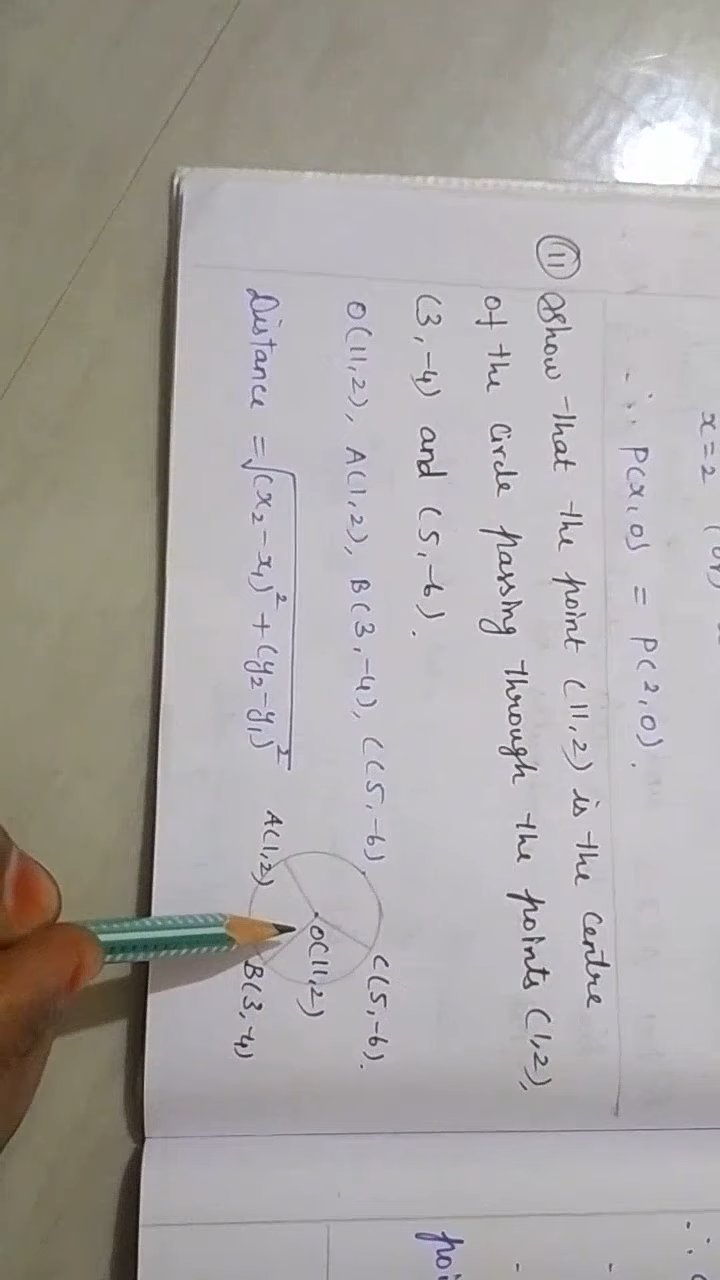 x = 2 (or)
∴ P(x,0) = P(2,0).
(11) Show that the point (11,2) is the centre
of the circle passing through the points (1,2),
(3,-4) and (5,-6).
O(11,2), A(1,2), B(3,-4), C(5,-6)
Distance = √(x₂-x₁)² + (y₂-y₁)²
C(5,-6).
O(11,2)
A(1,2)
B(3,-4)